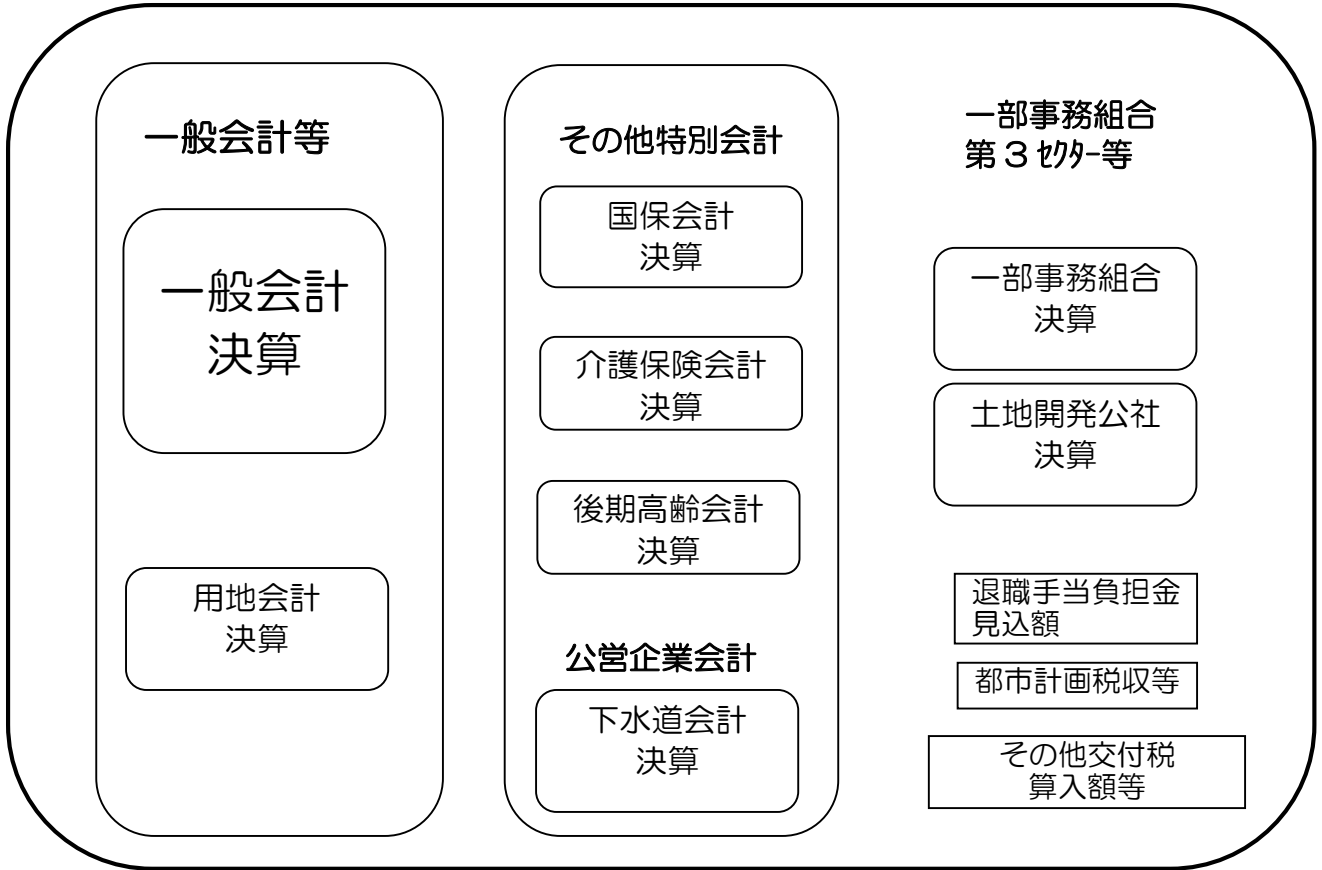 一般会計等
一般会計
決算
用地会計
決算
その他特別会計
国保会計
決算
介護保険会計
決算
後期高齢会計
決算
公営企業会計
下水道会計
決算
一部事務組合
第３ｾｸﾀｰ等
一部事務組合
決算
土地開発公社
決算
退職手当負担金
見込額
都市計画税収等
その他交付税
算入額等